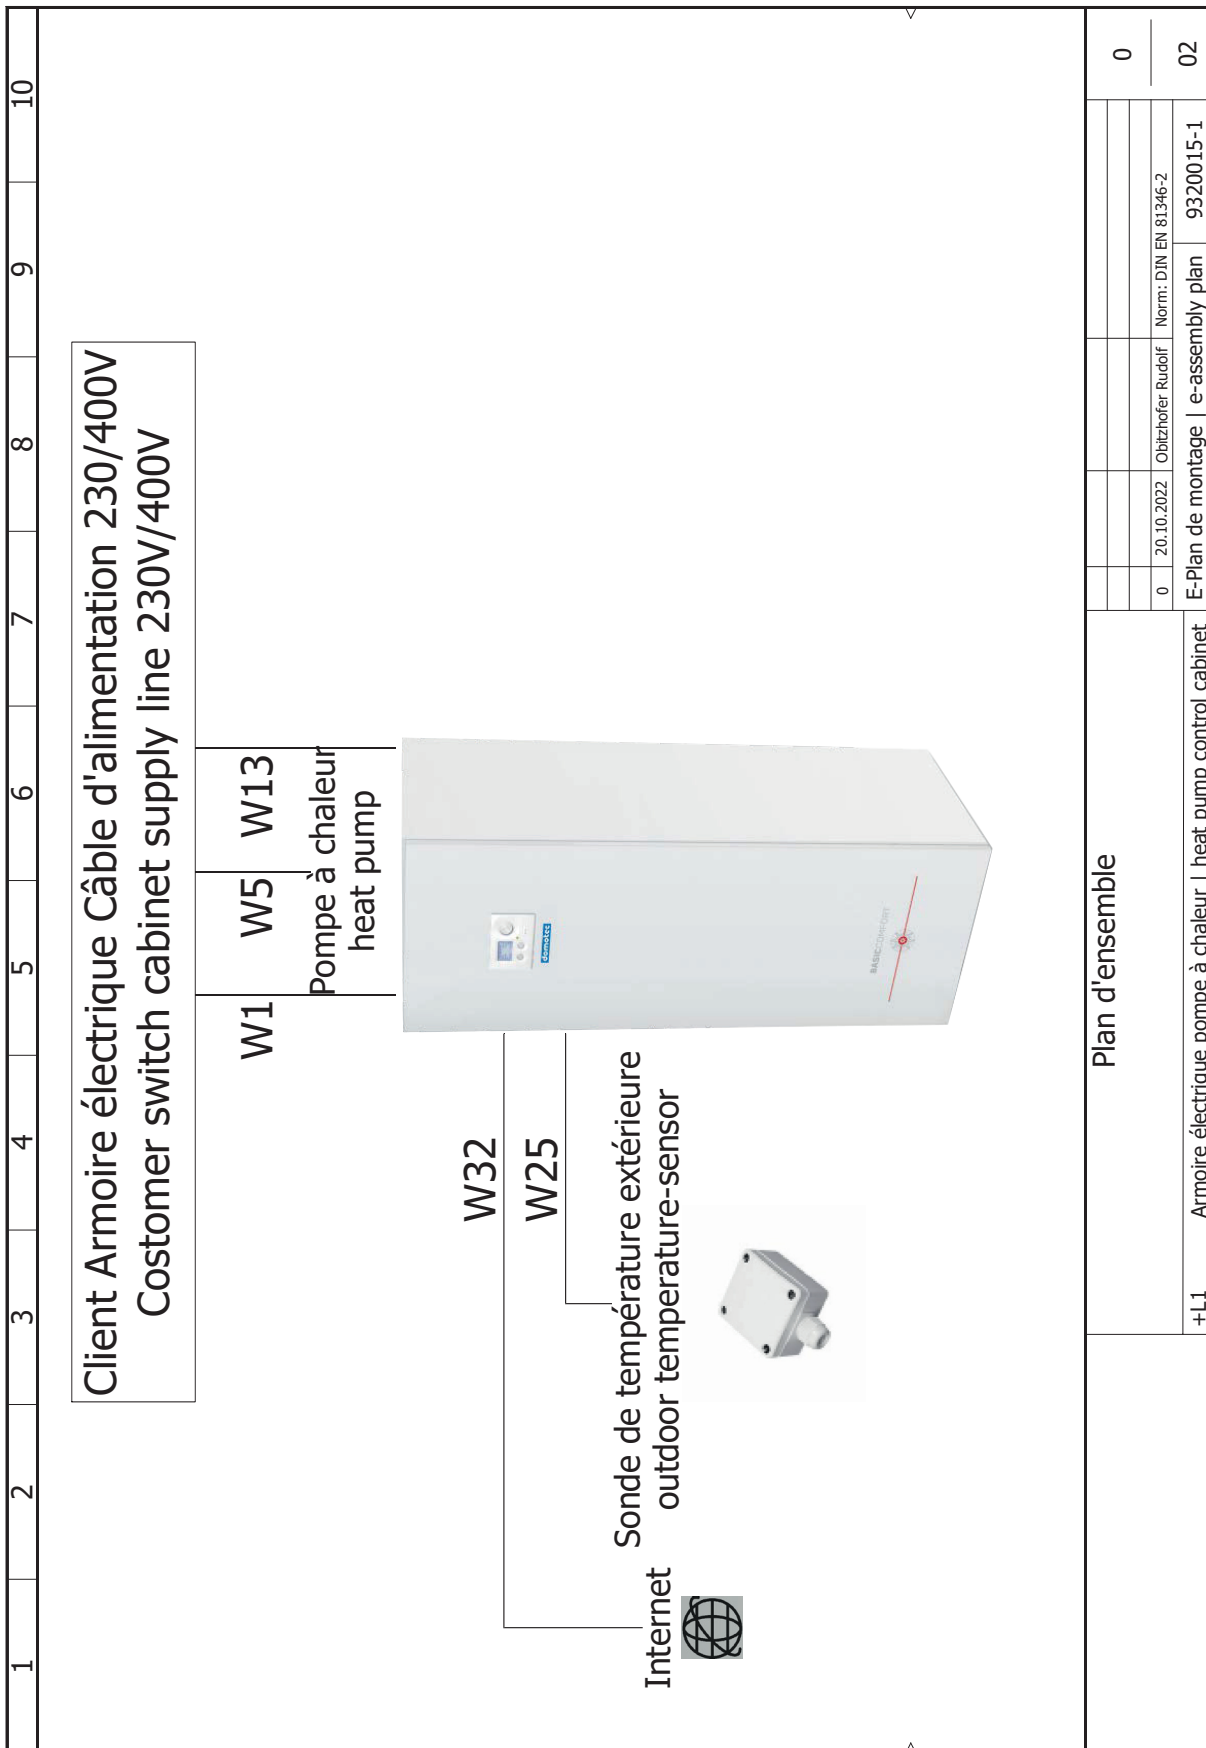 1 2 3 4 5 6 7 8 9 10
Client Armoire électrique Câble d'alimentation 230/400V
Costomer switch cabinet supply line 230V/400V
W1 W5 W13
Pompe à chaleur
heat pump
W32
W25
domotec
BASICCOMFORT
Sonde de température extérieure
outdoor temperature-sensor
Internet
Plan d'ensemble
+L1 Armoire électrique pompe à chaleur | heat pump control cabinet
0 20.10.2022 Obitzhofer Rudolf Norm: DIN EN 81346-2
E-Plan de montage | e-assembly plan 9320015-1
0
02